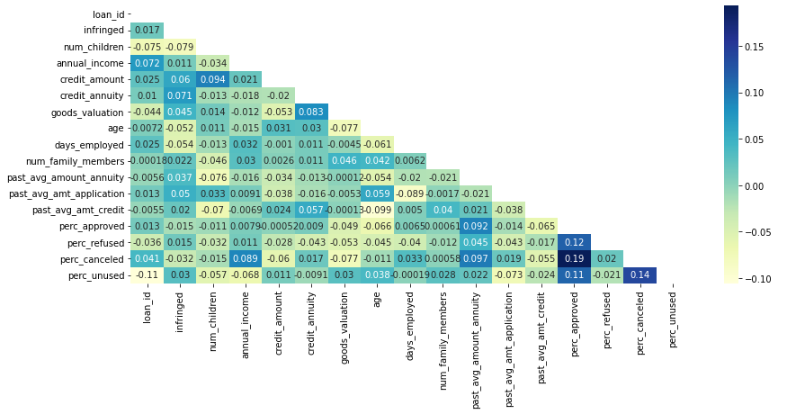 loan_id
infringed 0.017
num_children -0.075 -0.079
annual_income 0.072 0.011 -0.034
credit_amount 0.025 0.06 0.094 0.021
credit_annuity 0.01 0.071 -0.013 -0.018 -0.02
goods_valuation -0.044 0.045 0.014 -0.012 -0.053 0.083
age 0.0072 -0.052 0.011 -0.015 0.031 0.03 -0.077
days_employed 0.025 -0.054 -0.013 0.032 -0.001 0.011 -0.0045 -0.061
num_family_members -0.00018 0.022 -0.046 0.03 0.0026 0.011 0.046 0.042 0.0062
past_avg_amount_annuity -0.0056 0.037 -0.076 -0.016 -0.034 -0.013 -0.00012 -0.054 -0.02 -0.021
past_avg_amt_application 0.013 0.05 0.033 0.0091 -0.038 -0.016 -0.0053 0.059 -0.089 -0.0017 -0.021
past_avg_amt_credit -0.0055 0.02 -0.07 -0.0069 0.024 0.057 -0.00013 -0.099 0.005 0.04 0.021 -0.038
perc_approved 0.013 -0.015 -0.011 0.0079 -0.00052 0.009 -0.049 -0.066 0.0065 0.00061 0.092 -0.014 -0.065
perc_refused -0.036 0.015 -0.032 0.011 -0.028 -0.043 -0.053 -0.045 -0.04 -0.012 0.045 -0.043 -0.017 0.12
perc_canceled 0.041 -0.032 -0.015 0.089 -0.06 0.017 -0.077 -0.011 0.033 0.00058 0.097 0.019 -0.055 0.19 0.02
perc_unused -0.11 0.03 -0.057 -0.068 0.011 -0.0091 0.03 0.038 -0.00019 0.028 0.022 -0.073 -0.024 0.11 -0.021 0.14
loan_id
infringed
num_children
annual_income
credit_amount
credit_annuity
goods_valuation
age
days_employed
num_family_members
past_avg_amount_annuity
past_avg_amt_application
past_avg_amt_credit
perc_approved
perc_refused
perc_canceled
perc_unused
0.15
0.10
0.05
0.00
-0.05
-0.10